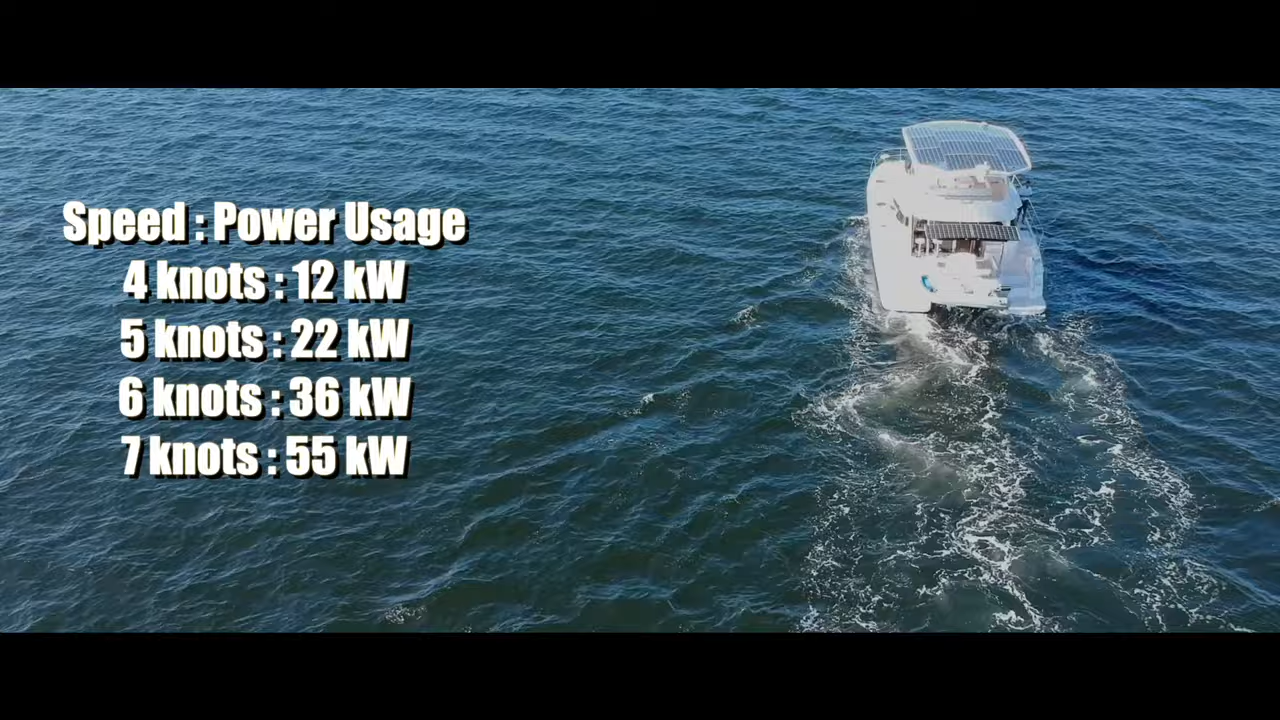 Speed : Power Usage
4 knots : 12 kW
5 knots : 22 kW
6 knots : 36 kW
7 knots : 55 kW